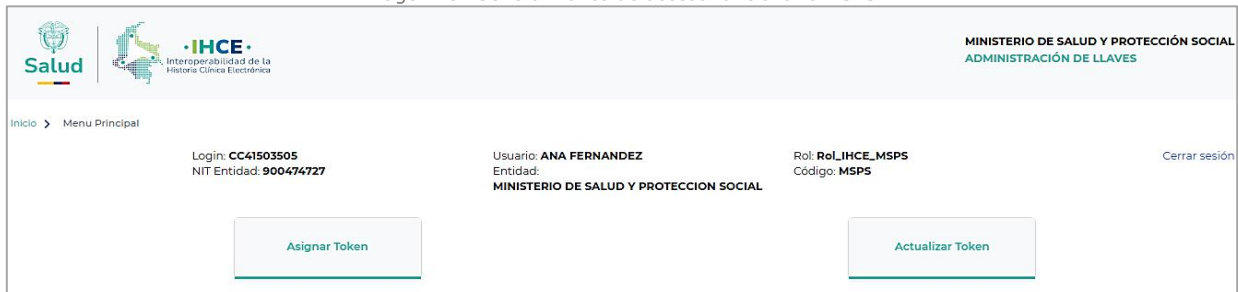 Salud
·IHCE·
Interoperabilidad de la
Historia Clínica Electrónica
MINISTERIO DE SALUD Y PROTECCIÓN SOCIAL
ADMINISTRACIÓN DE LLAVES
Inicio > Menu Principal
Login: CC41503505
NIT Entidad: 900474727
Usuario: ANA FERNANDEZ
Entidad:
MINISTERIO DE SALUD Y PROTECCION SOCIAL
Rol: Rol_IHCE_MSPS
Código: MSPS
Cerrar sesión
Asignar Token
Actualizar Token